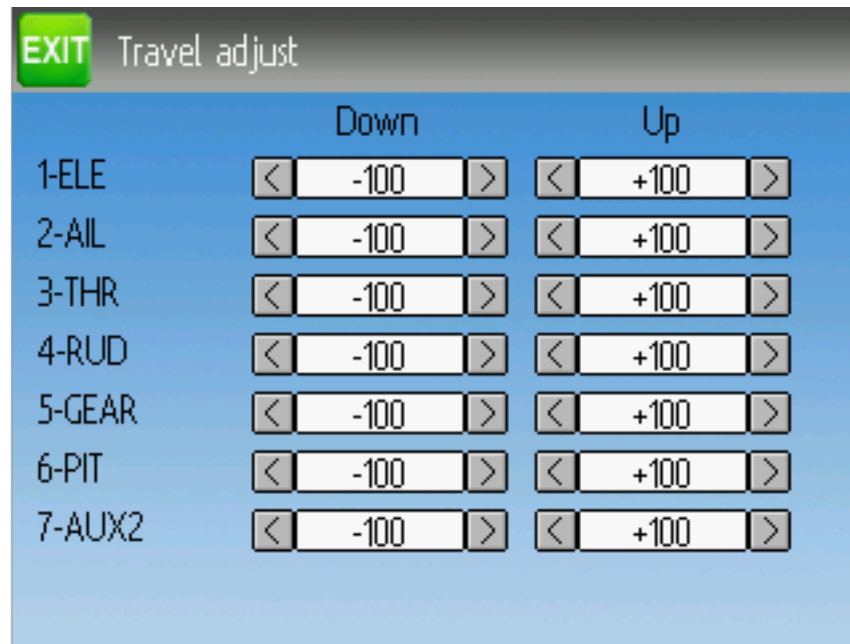 EXIT Travel adjust
Down Up
1-ELE < -100 > < +100 >
2-AIL < -100 > < +100 >
3-THR < -100 > < +100 >
4-RUD < -100 > < +100 >
5-GEAR < -100 > < +100 >
6-PIT < -100 > < +100 >
7-AUX2 < -100 > < +100 >